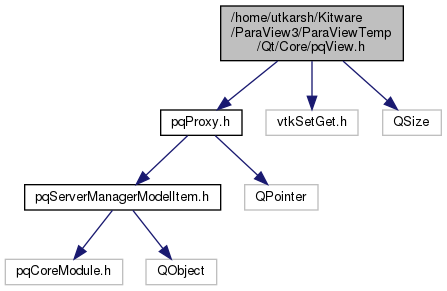 /home/utkarsh/Kitware
/ParaView3/ParaViewTemp
/Qt/Core/pqView.h
pqProxy.h
vtkSetGet.h
QSize
pqServerManagerModelItem.h
QPointer
pqCoreModule.h
QObject